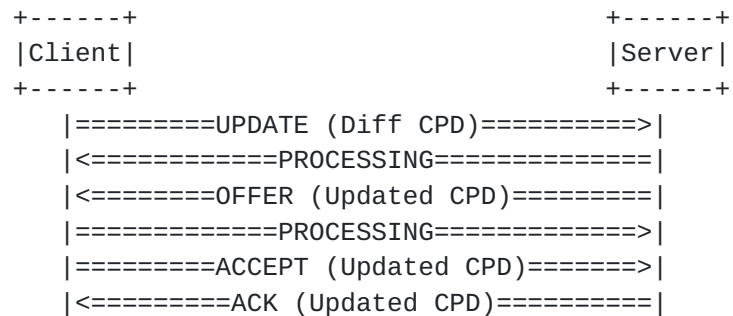 +------+                             +------+
|Client|                             |Server|
+------+                             +------+
   |=========UPDATE (Diff CPD)==========>|
   |<============PROCESSING==============|
   |<========OFFER (Updated CPD)=========|
   |=============PROCESSING=============>|
   |=========ACCEPT (Updated CPD)=======>|
   |<=========ACK (Updated CPD)==========|